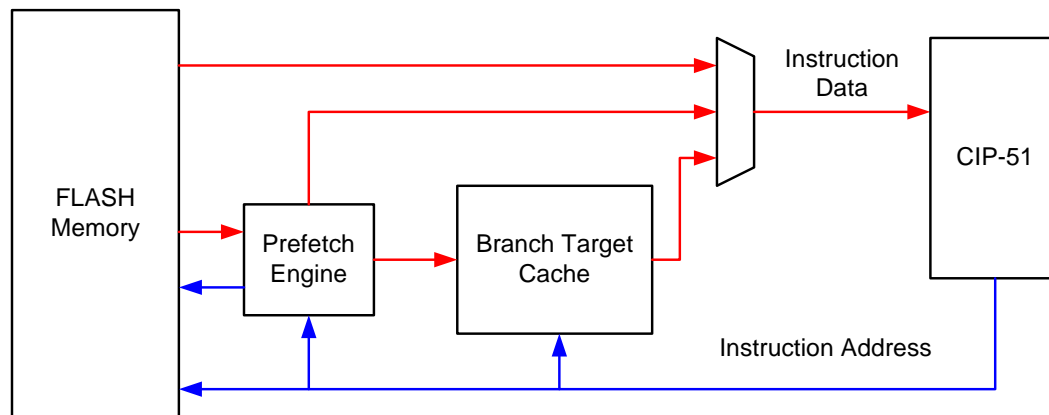 FLASH
Memory
Prefetch
Engine
Branch Target
Cache
Instruction
Data
CIP-51
Instruction Address